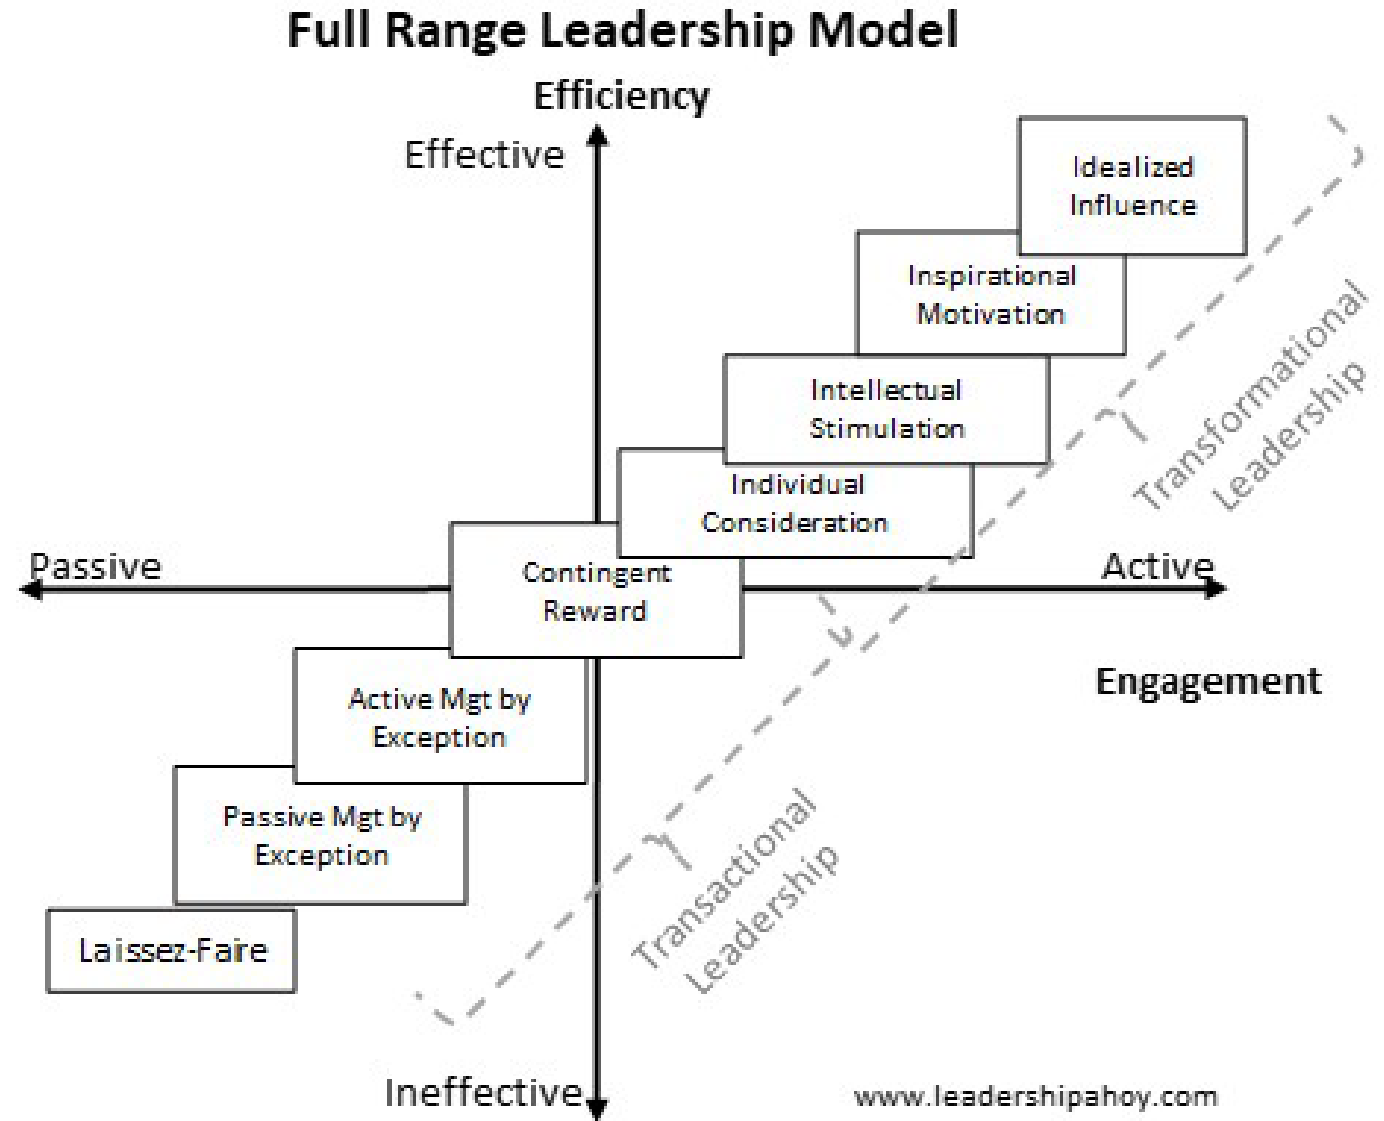 Full Range Leadership Model
Efficiency
Effective
Idealized
Influence
Inspirational
Motivation
Intellectual
Stimulation
Individual
Consideration
Transformational
Leadership
Passive
Contingent
Reward
Active
Engagement
Active Mgt by
Exception
Passive Mgt by
Exception
Transactional
Leadership
Laissez-Faire
Ineffective
www.leadershipahoy.com